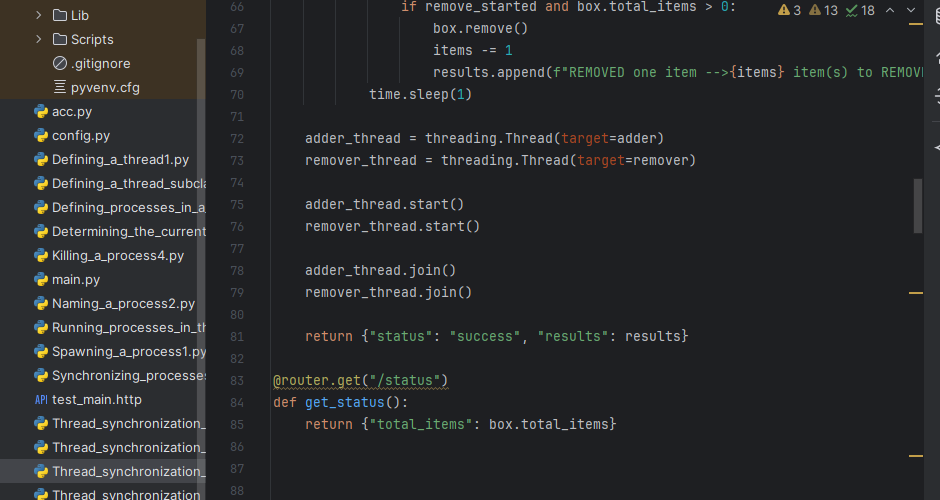 Lib
Scripts
.gitignore
pyvenv.cfg
acc.py
config.py
Defining_a_thread1.py
Defining_a_thread_subcla
Defining_processes_in_a_
Determining_the_current
Killing_a_process4.py
main.py
Naming_a_process2.py
Running_processes_in_th
Spawning_a_process1.py
Synchronizing_processes
API test_main.http
Thread_synchronization_
Thread_synchronization_
Thread_synchronization_
Thread_synchronization
3 13 18
66 if remove_started and box.total_items > 0:
67 box.remove()
68 items -= 1
69 results.append(f"REMOVED one item -->{items} item(s) to REMOV
70 time.sleep(1)
71
72 adder_thread = threading.Thread(target=adder)
73 remover_thread = threading.Thread(target=remover)
74
75 adder_thread.start()
76 remover_thread.start()
77
78 adder_thread.join()
79 remover_thread.join()
80
81 return {"status": "success", "results": results}
82
83 @router.get("/status")
84 def get_status():
85 return {"total_items": box.total_items}
86
87
88